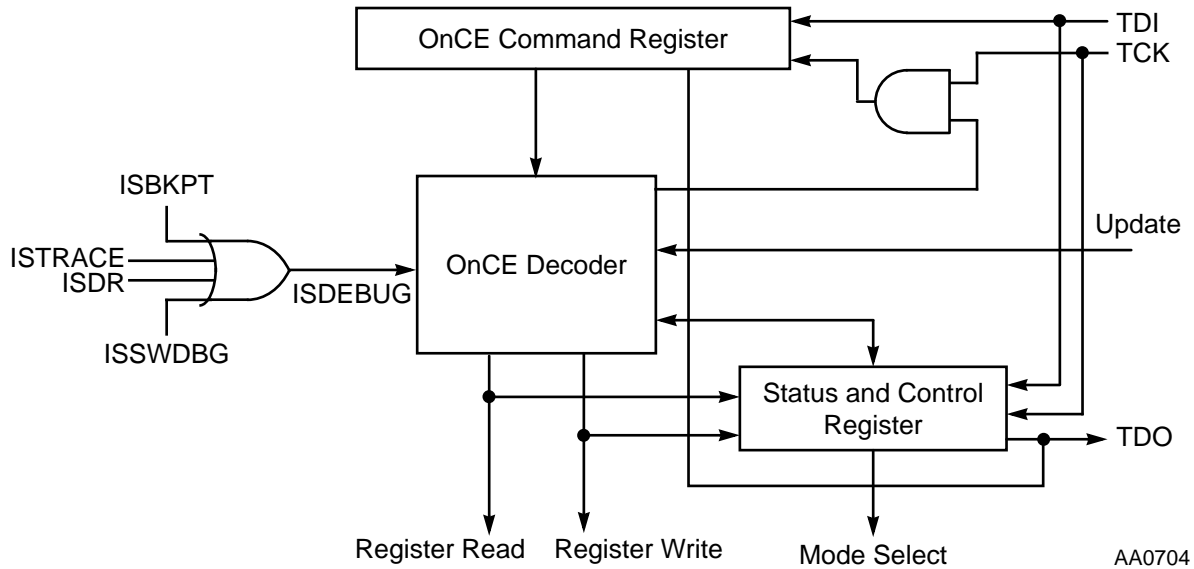 OnCE Command Register
TDI
TCK
ISBKPT
ISTRACE
ISDR
ISSWDBG
ISDEBUG
OnCE Decoder
Update
Status and Control
Register
TDO
Register Read
Register Write
Mode Select
AA0704